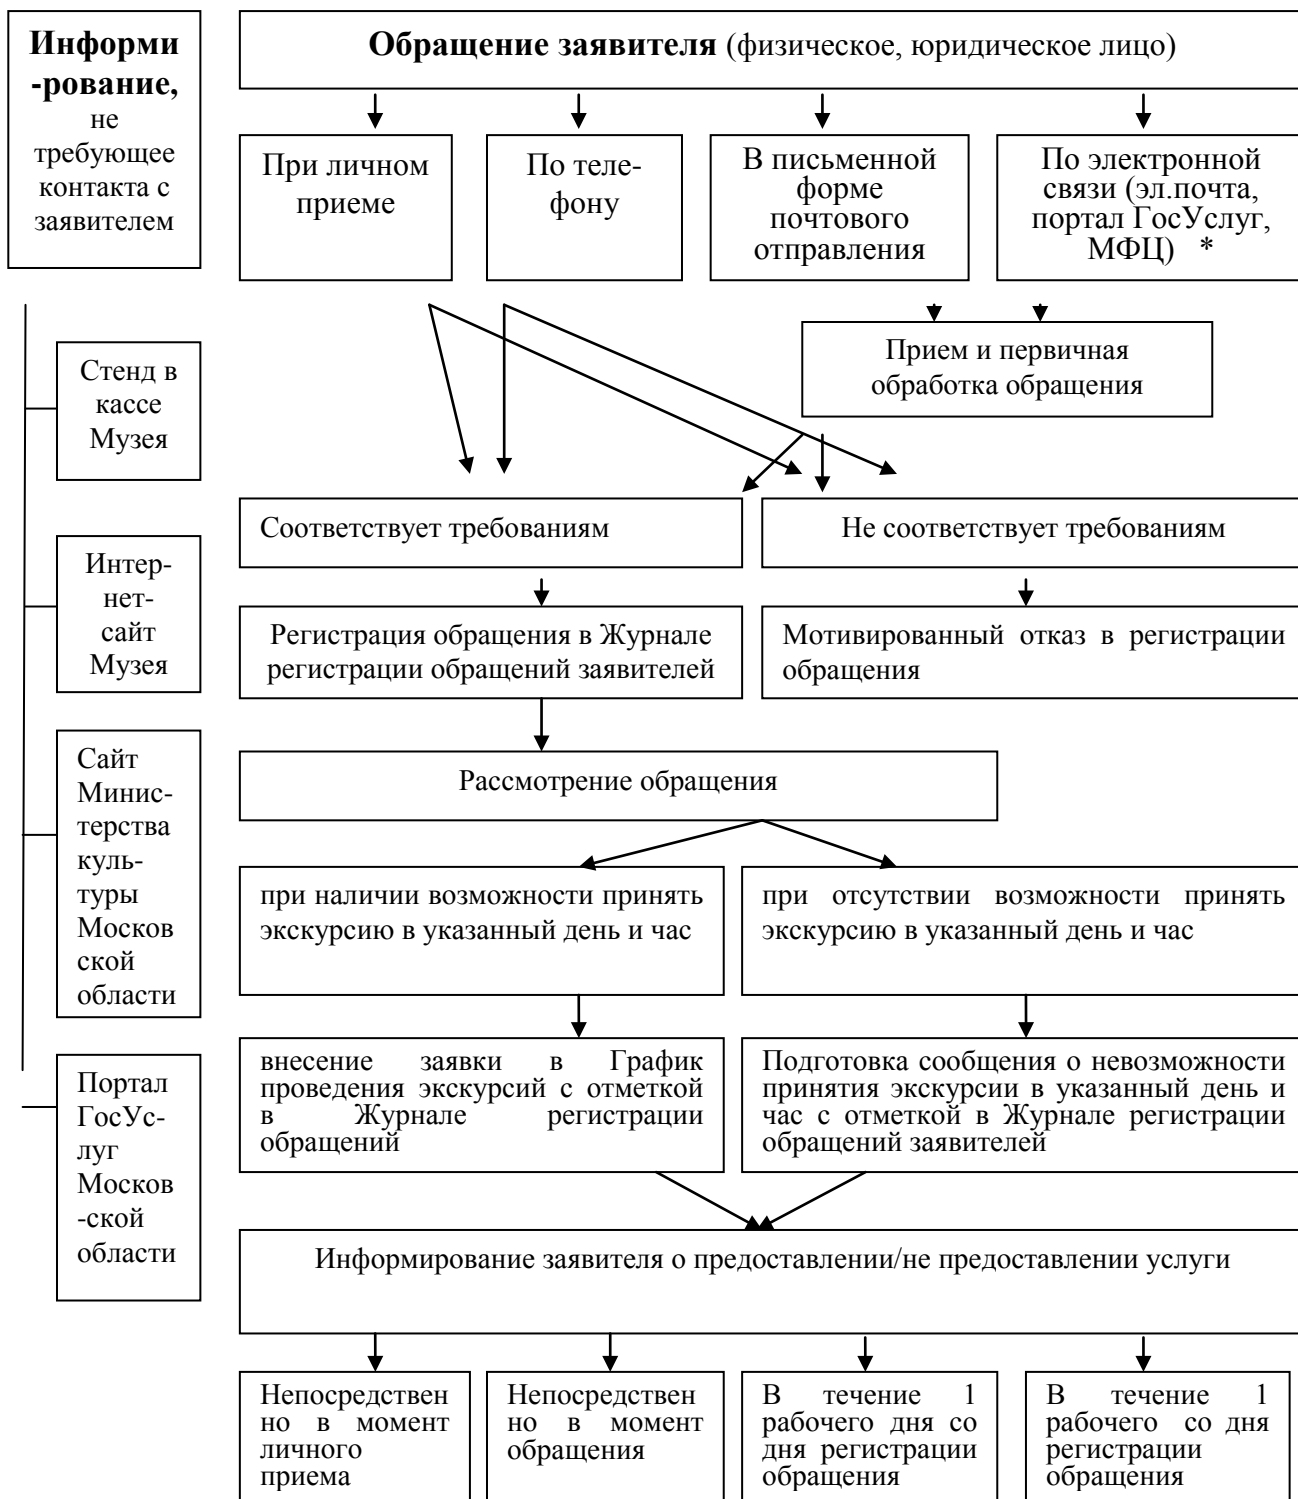 Информи
-рование,
не
требующее
контакта с
заявителем
Обращение заявителя (физическое, юридическое лицо)
При личном
приеме
По теле-
фону
В письменной
форме
почтового
отправления
По электронной
связи (эл.почта,
портал ГосУслуг,
МФЦ) *
Прием и первичная
обработка обращения
Стенд в
кассе
Музея
Интер-
нет-
сайт
Музея
Сайт
Минис-
терства
куль-
туры
Москов
ской
области
Портал
ГосУс-
луг
Москов
-ской
области
Соответствует требованиям
Не соответствует требованиям
Регистрация обращения в Журнале
регистрации обращений заявителей
Мотивированный отказ в регистрации
обращения
Рассмотрение обращения
при наличии возможности принять
экскурсию в указанный день и час
при отсутствии возможности принять
экскурсию в указанный день и час
внесение заявки в График
проведения экскурсий с отметкой
в Журнале регистрации
обращений
Подготовка сообщения о невозможности
принятия экскурсии в указанный день и
час с отметкой в Журнале регистрации
обращений заявителей
Информирование заявителя о предоставлении/не предоставлении услуги
Непосредствен
но в момент
личного
приема
Непосредствен
но в момент
обращения
В течение 1
рабочего дня со
дня регистрации
обращения
В течение 1
рабочего со дня
регистрации
обращения